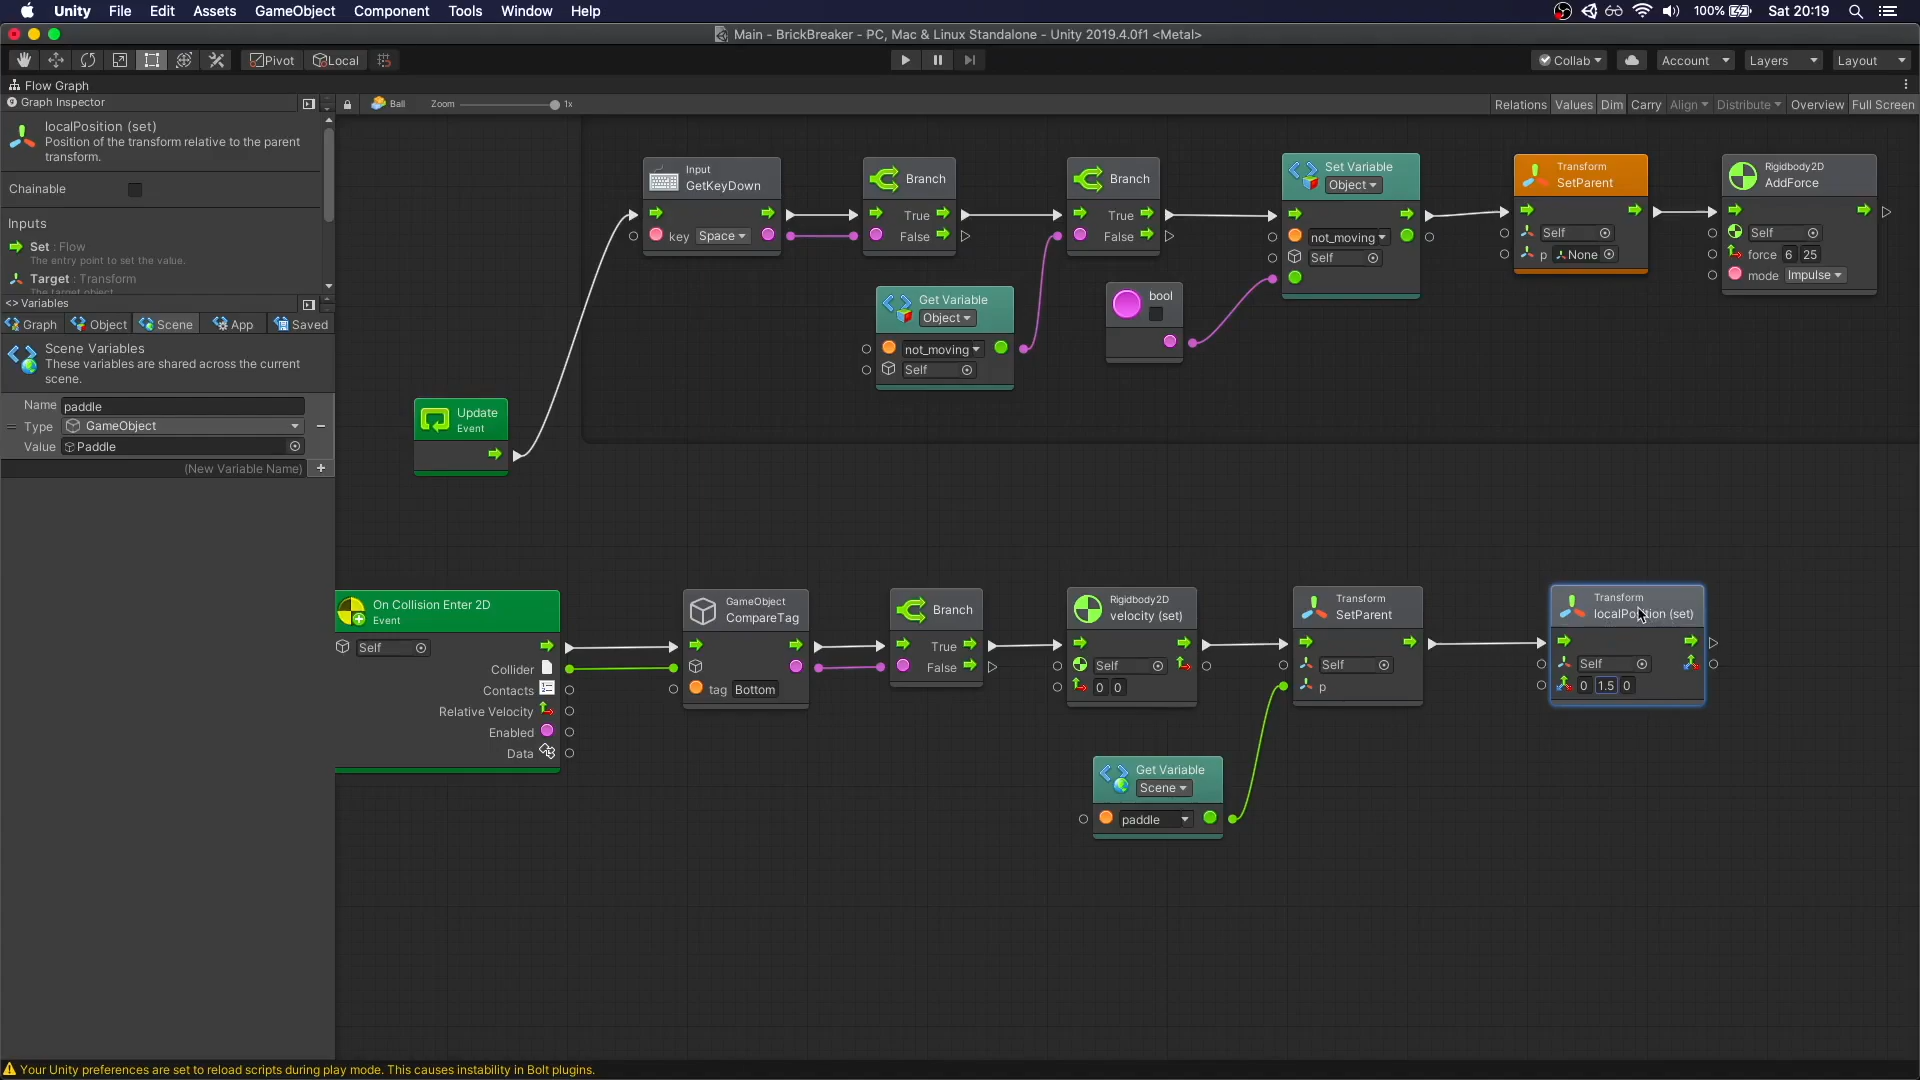 Unity File Edit Assets GameObject Component Tools Window Help 100% Sat 20:19
Main - BrickBreaker - PC, Mac & Linux Standalone - Unity 2019.4.0f1 <Metal>
Pivot Local Collab Account Layers Layout
Flow Graph
Graph Inspector
Ball Zoom 1x Relations Values Dim Carry Align Distribute Overview Full Screen
localPosition (set)
Position of the transform relative to the parent
transform.
Chainable
Inputs
Set : Flow
The entry point to set the value.
Target : Transform
The target object.
<> Variables
Graph Object Scene App Saved
Scene Variables
These variables are shared across the current
scene.
Name paddle
Type GameObject
Value Paddle
(New Variable Name) +
Input
GetKeyDown
key Space
Branch
True
False
Branch
True
False
Set Variable
Object
not_moving
Self
Transform
SetParent
Self
p None
Rigidbody2D
AddForce
Self
force 6 25
mode Impulse
Get Variable
Object
not_moving
Self
bool
Update
Event
On Collision Enter 2D
Event
Self
Collider
Contacts
Relative Velocity
Enabled
Data
GameObject
CompareTag
tag Bottom
Branch
True
False
Rigidbody2D
velocity (set)
Self
0 0
Transform
SetParent
Self
p
Transform
localPosition (set)
Self
0 1.5 0
Get Variable
Scene
paddle
Your Unity preferences are set to reload scripts during play mode. This causes instability in Bolt plugins.